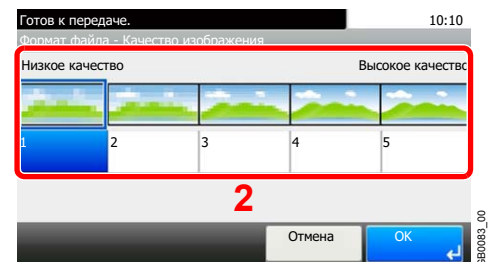 Готов к передаче. 10:10
Формат файла - Качество изображения
Низкое качество Высокое качество
1 2 3 4 5
2
Отмена OK
GB0083_00